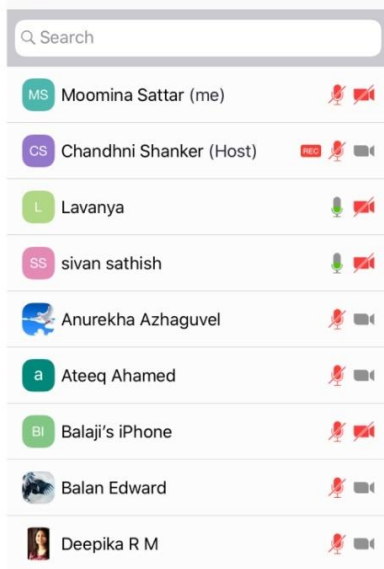 Search
MS Moomina Sattar (me)
CS Chandhni Shanker (Host) REC
L Lavanya
SS sivan sathish
Anurekha Azhaguvel
a Ateeq Ahamed
BI Balaji's iPhone
Balan Edward
Deepika R M